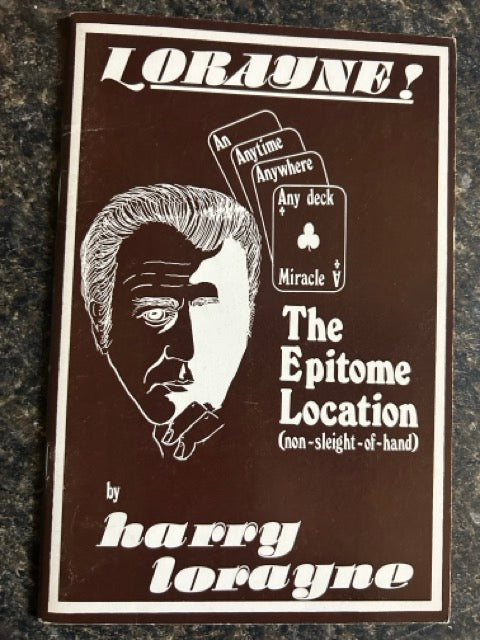 LORAYNE!
An
Anytime
Anywhere
Any deck
Miracle A
The
Epitome
Location
(non-sleight-of-hand)
by
harry
lorayne